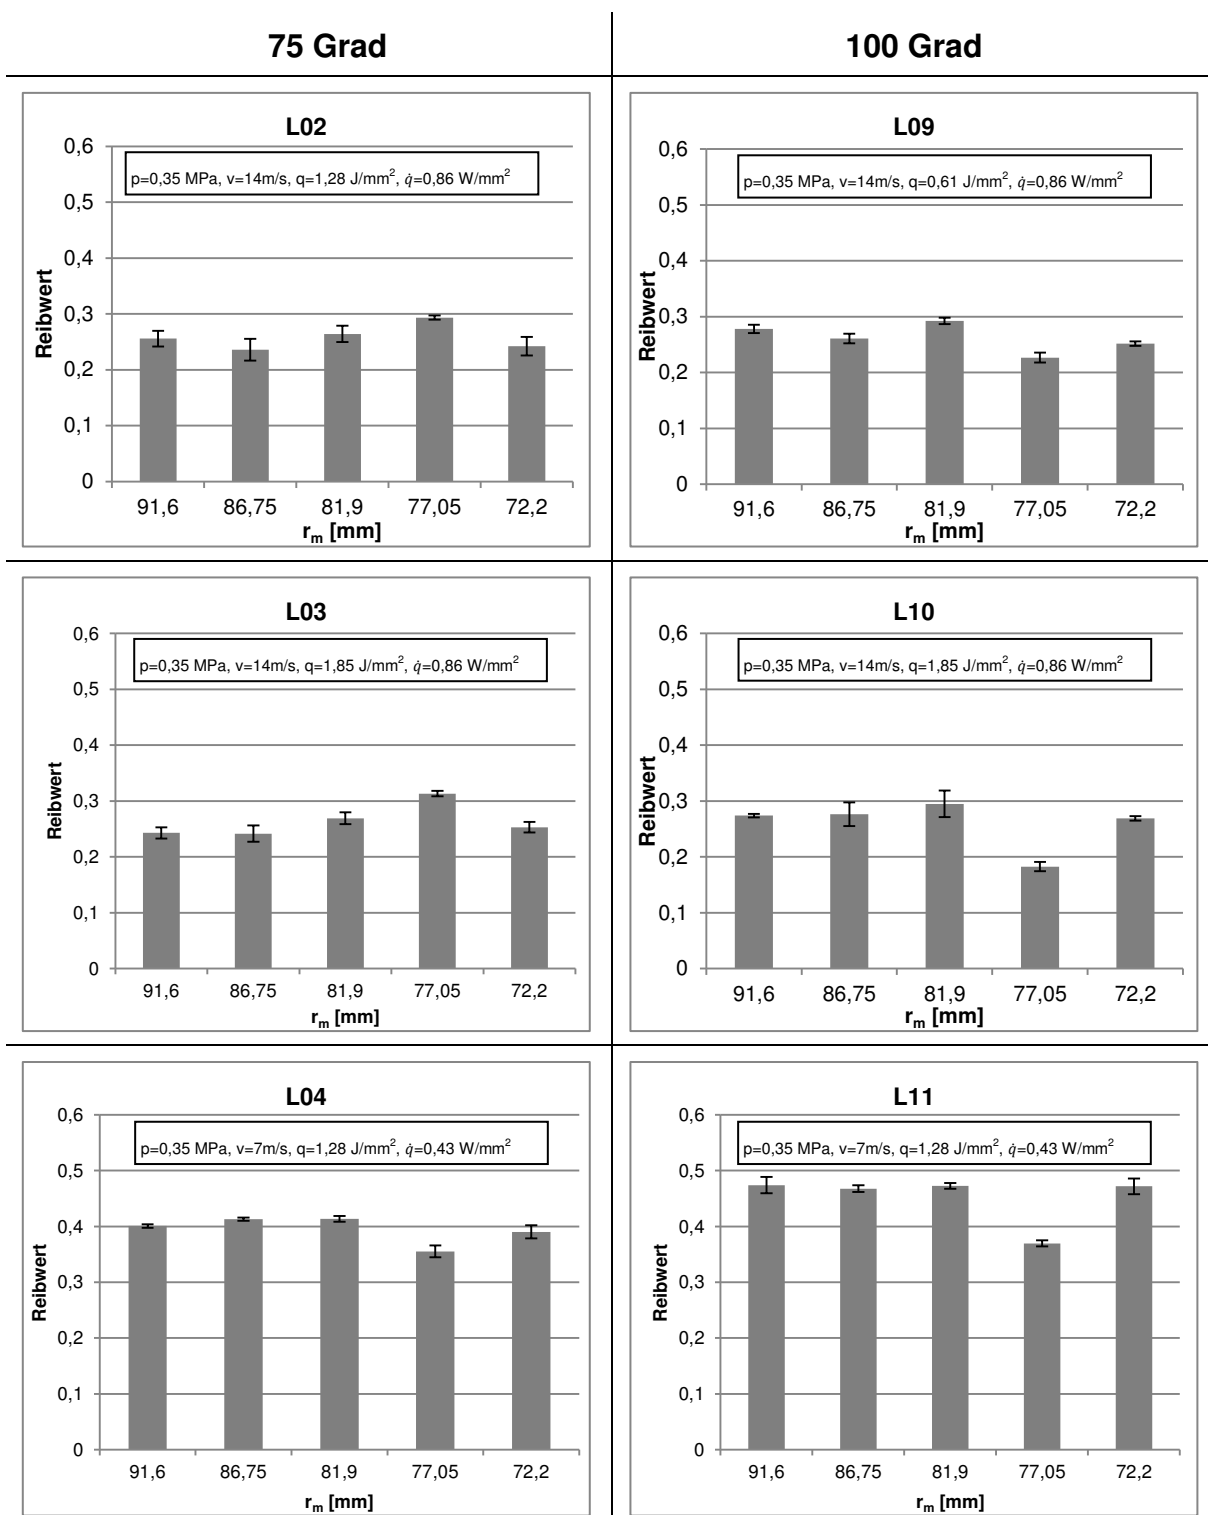 75 Grad
100 Grad
L02
p=0,35 MPa, v=14m/s, q=1,28 J/mm², q̇=0,86 W/mm²
0,6
0,5
0,4
0,3
0,2
0,1
0
Reibwert
91,6 86,75 81,9 77,05 72,2
rₘ [mm]
L09
p=0,35 MPa, v=14m/s, q=0,61 J/mm², q̇=0,86 W/mm²
0,6
0,5
0,4
0,3
0,2
0,1
0
Reibwert
91,6 86,75 81,9 77,05 72,2
rₘ [mm]
L03
p=0,35 MPa, v=14m/s, q=1,85 J/mm², q̇=0,86 W/mm²
0,6
0,5
0,4
0,3
0,2
0,1
0
Reibwert
91,6 86,75 81,9 77,05 72,2
rₘ [mm]
L10
p=0,35 MPa, v=14m/s, q=1,85 J/mm², q̇=0,86 W/mm²
0,6
0,5
0,4
0,3
0,2
0,1
0
Reibwert
91,6 86,75 81,9 77,05 72,2
rₘ [mm]
L04
p=0,35 MPa, v=7m/s, q=1,28 J/mm², q̇=0,43 W/mm²
0,6
0,5
0,4
0,3
0,2
0,1
0
Reibwert
91,6 86,75 81,9 77,05 72,2
rₘ [mm]
L11
p=0,35 MPa, v=7m/s, q=1,28 J/mm², q̇=0,43 W/mm²
0,6
0,5
0,4
0,3
0,2
0,1
0
Reibwert
91,6 86,75 81,9 77,05 72,2
rₘ [mm]